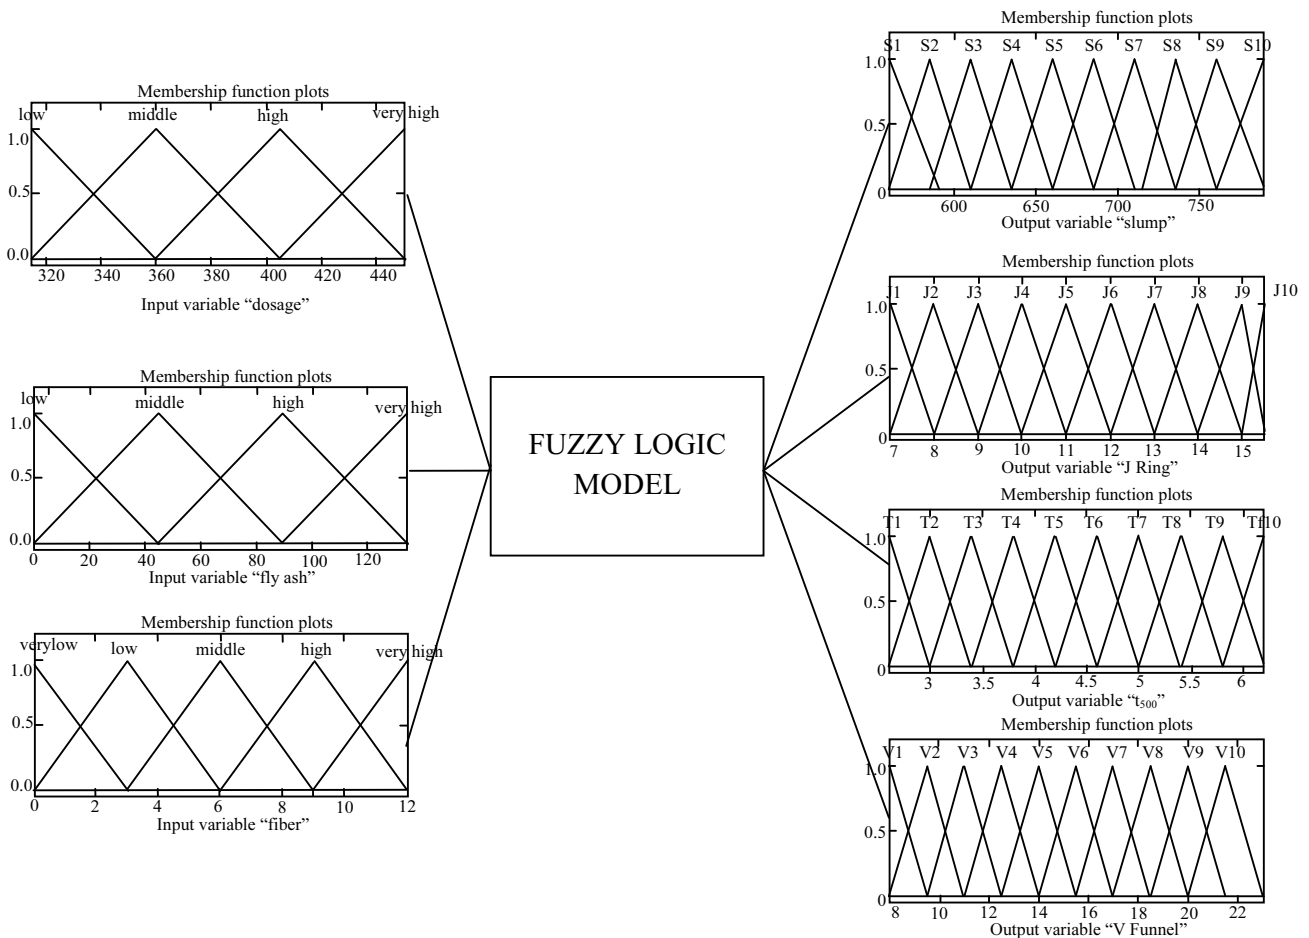 Membership function plots
low middle high very high
1.0
0.5
0.0
320 340 360 380 400 420 440
Input variable “dosage”
Membership function plots
low middle high very high
1.0
0.5
0.0
0 20 40 60 80 100 120
Input variable “fly ash”
Membership function plots
verylow low middle high very high
1.0
0.5
0.0
0 2 4 6 8 10 12
Input variable “fiber”
FUZZY LOGIC
MODEL
Membership function plots
S1 S2 S3 S4 S5 S6 S7 S8 S9 S10
1.0
0.5
0
600 650 700 750
Output variable “slump”
Membership function plots
J1 J2 J3 J4 J5 J6 J7 J8 J9 J10
1.0
0.5
0
7 8 9 10 11 12 13 14 15
Output variable “J Ring”
Membership function plots
T1 T2 T3 T4 T5 T6 T7 T8 T9 Tf10
1.0
0.5
0
3 3.5 4 4.5 5 5.5 6
Output variable “t500”
Membership function plots
V1 V2 V3 V4 V5 V6 V7 V8 V9 V10
1.0
0.5
0
8 10 12 14 16 18 20 22
Output variable “V Funnel”